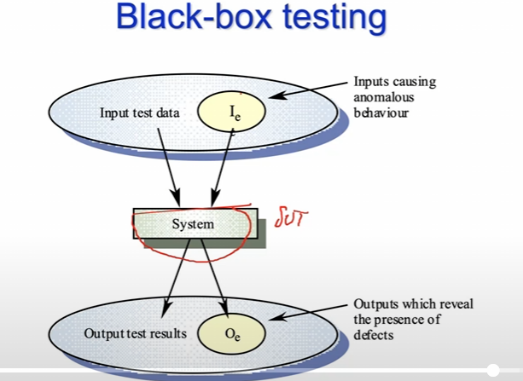 Black-box testing
Inputs causing
anomalous
behaviour
Input test data
Ie
System
SUT
Outputs which reveal
the presence of
defects
Output test results
Oe